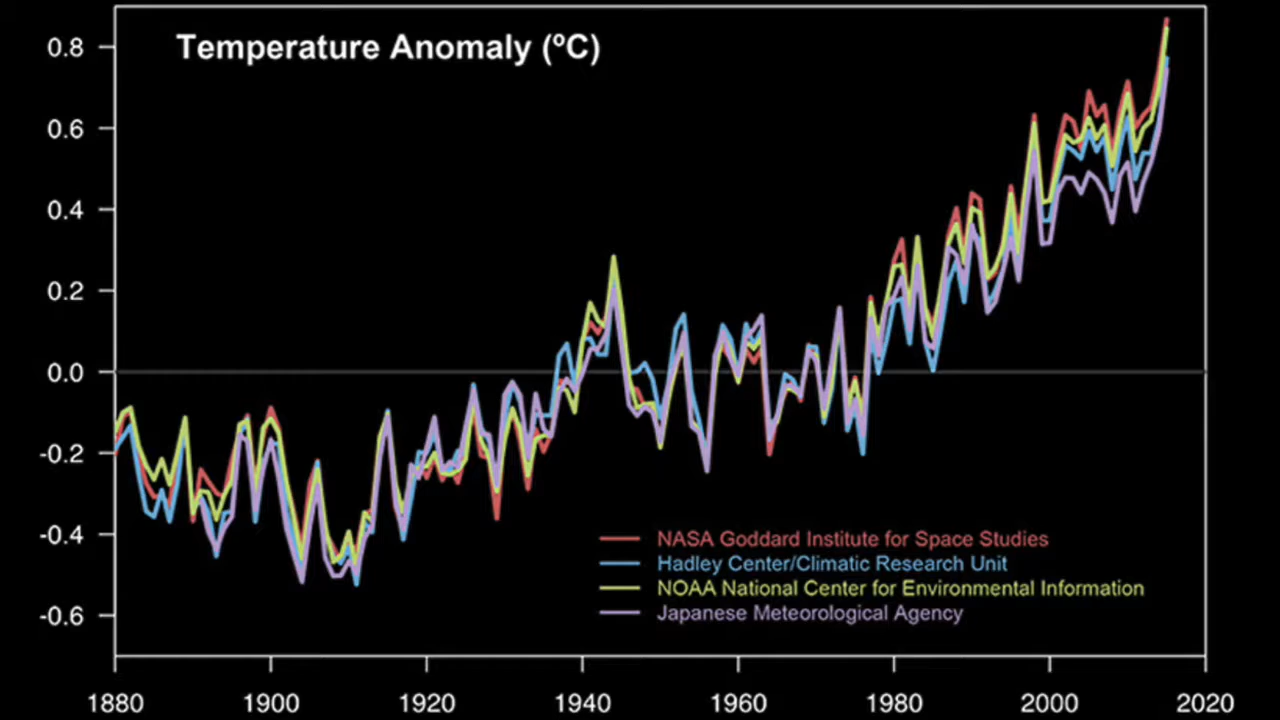 Temperature Anomaly (ºC)
0.8
0.6
0.4
0.2
0.0
-0.2
-0.4
-0.6
NASA Goddard Institute for Space Studies
Hadley Center/Climatic Research Unit
NOAA National Center for Environmental Information
Japanese Meteorological Agency
1880 1900 1920 1940 1960 1980 2000 2020